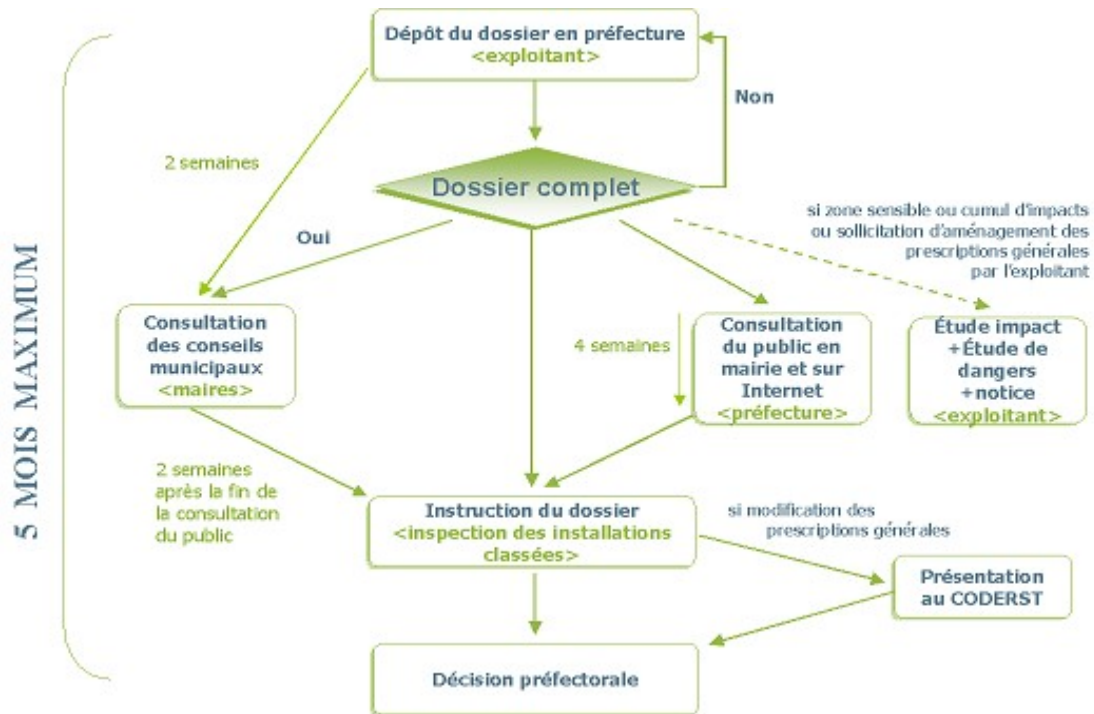 Dépôt du dossier en préfecture
<exploitant>
Non
2 semaines
Dossier complet
si zone sensible ou cumul d'impacts
ou sollicitation d'aménagement des
prescriptions générales
par l'exploitant
Oui
5 MOIS MAXIMUM
Consultation
des conseils
municipaux
<maires>
4 semaines
Consultation
du public en
mairie et sur
Internet
<préfecture>
Étude impact
+Étude de
dangers
+notice
<exploitant>
2 semaines
après la fin de
la consultation
du public
Instruction du dossier
<inspection des installations
classées>
si modification des
prescriptions générales
Présentation
au CODERST
Décision préfectorale